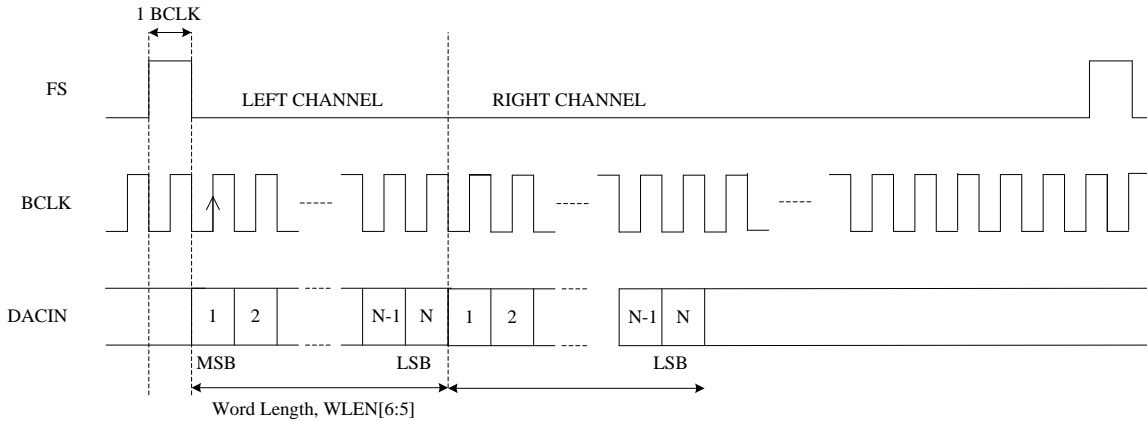 1 BCLK
FS
LEFT CHANNEL
RIGHT CHANNEL
BCLK
DACIN
1
2
N-1
N
1
2
N-1
N
MSB
LSB
LSB
Word Length, WLEN[6:5]